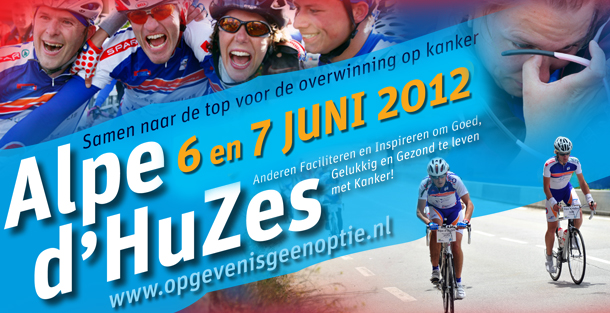 SPAR
Samen naar de top voor de overwinning op kanker
6 en 7 JUNI 2012
Alpe
d'HuZes
Anderen Faciliteren en Inspireren om Goed,
Gelukkig en Gezond te leven
met Kanker!
www.opgevenisgeenoptie.nl